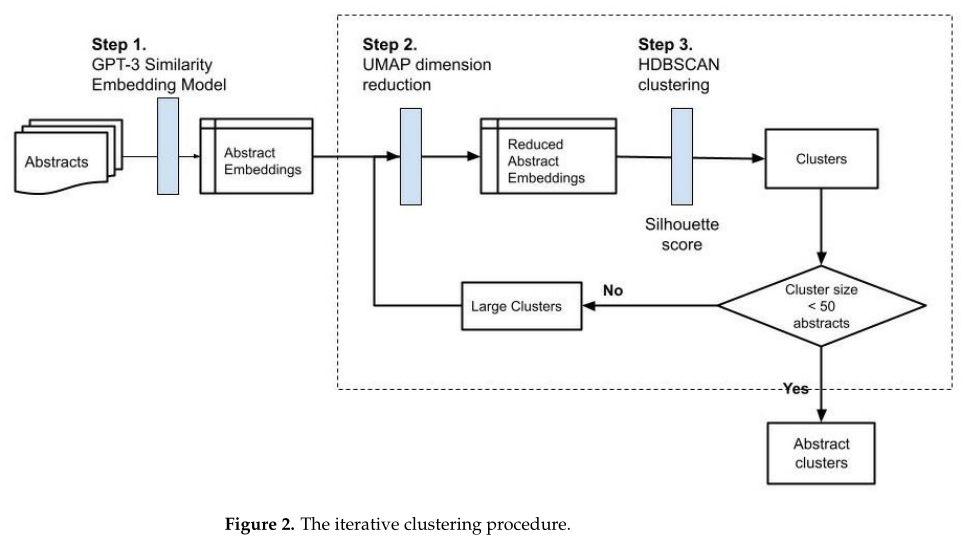 Step 1.
GPT-3 Similarity
Embedding Model
Step 2.
UMAP dimension
reduction
Step 3.
HDBSCAN
clustering
Abstracts
Abstract
Embeddings
Reduced
Abstract
Embeddings
Clusters
Silhouette
score
Large Clusters
No
Cluster size
< 50
abstracts
Yes
Abstract
clusters
Figure 2. The iterative clustering procedure.